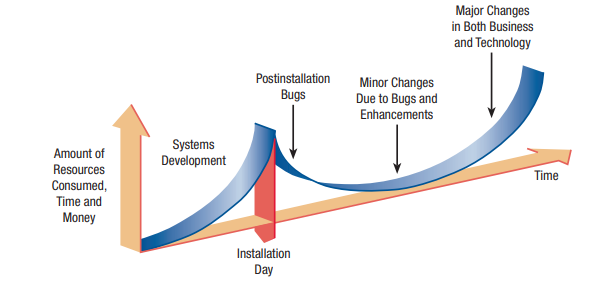 Major Changes
in Both Business
and Technology
Postinstallation
Bugs
Minor Changes
Due to Bugs and
Enhancements
Systems
Development
Amount of
Resources
Consumed,
Time and
Money
Time
Installation
Day